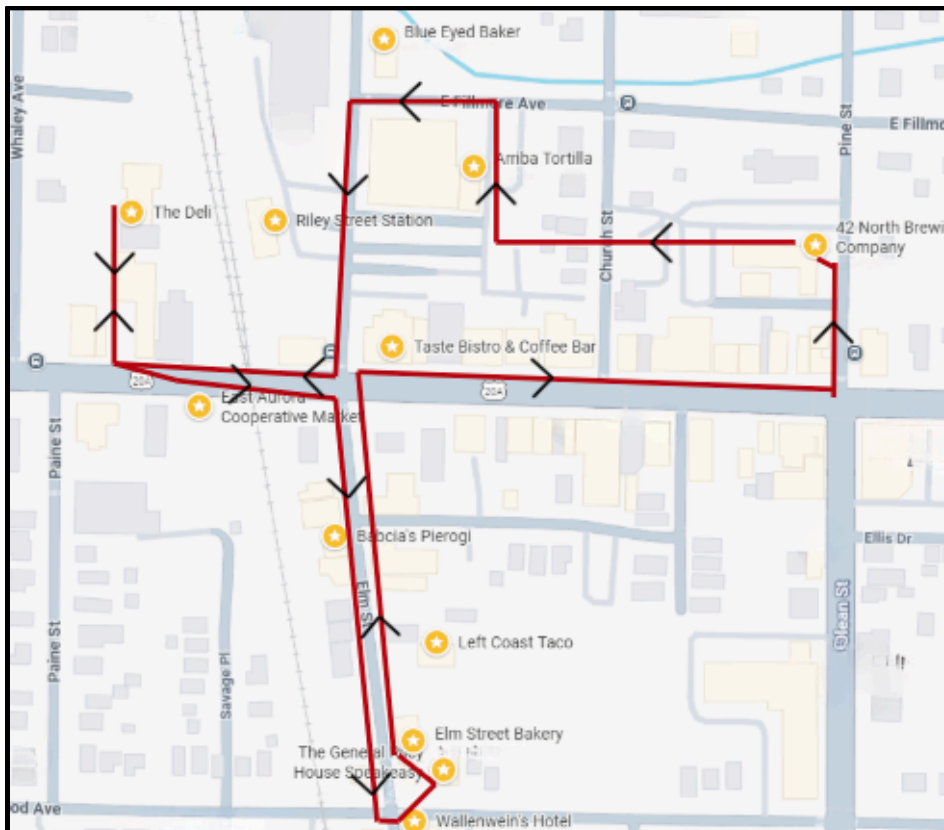 Blue Eyed Baker
Whaley Ave
E Fillmore Ave
E Fillm
Pine St
Arriba Tortilla
The Deli
Riley Street Station
Church St
42 North Brewi
Company
Taste Bistro & Coffee Bar
20A
20A
East Aurora
Cooperative Market
Paine St
Babcia's Pierogi
Ellis Dr
Elm St
Olean St
Left Coast Taco
Paine St
Savage Pl
Elm Street Bakery
The General
House Speakeasy
od Ave
Wallenwein's Hotel